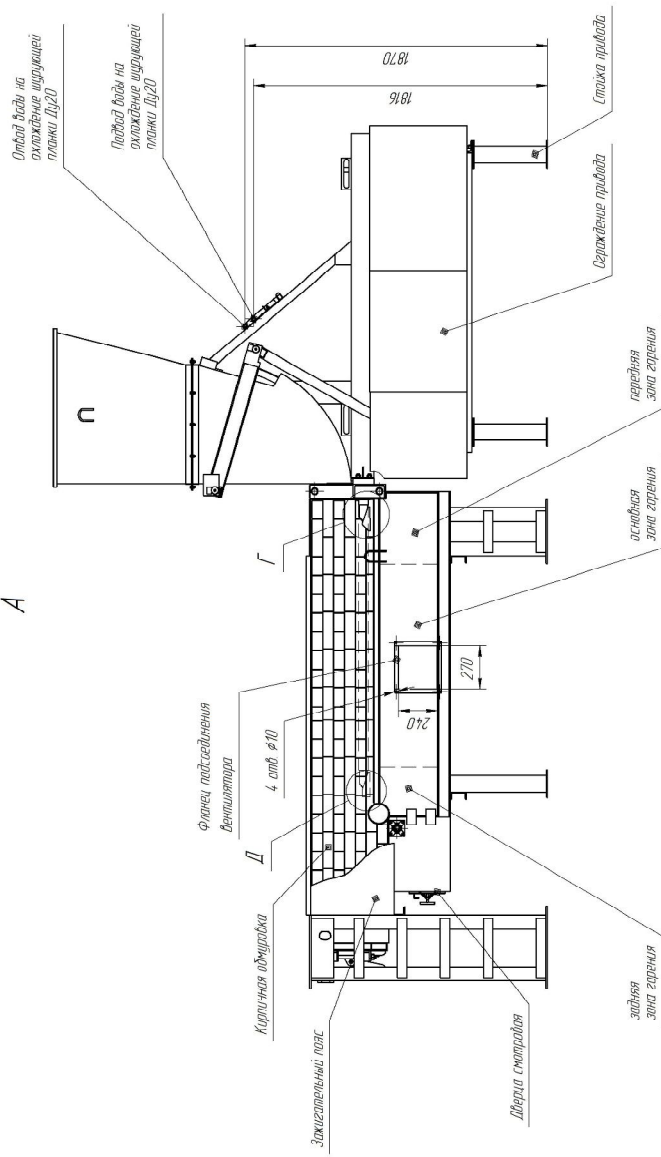 А
Отвод воды на
охлаждение шурующей
планки Ду20
Подвод воды на
охлаждение шурующей
планки Ду20
1870
1816
Стойка привода
Ограждение привода
передняя
зона горения
основная
зона горения
Г
Фланец подсоединения
вентилятора
4 отв. ϕ10
270
240
Д
Кирпичная обмуровка
Зажигательный пояс
Дверца смотровая
задняя
зона горения